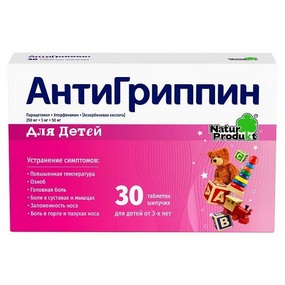 АнтиГриппин
Парацетамол + Хлорфенамин + [Аскорбиновая кислота]
250 мг + 3 мг + 50 мг
Для Детей
Natur
Produkt
Устранение симптомов:
• Повышенная температура
• Озноб
• Головная боль
• Боли в суставах и мышцах
• Заложенность носа
• Боль в горле и пазухах носа
30 таблеток
шипучих
для детей от 3-х лет
A
B